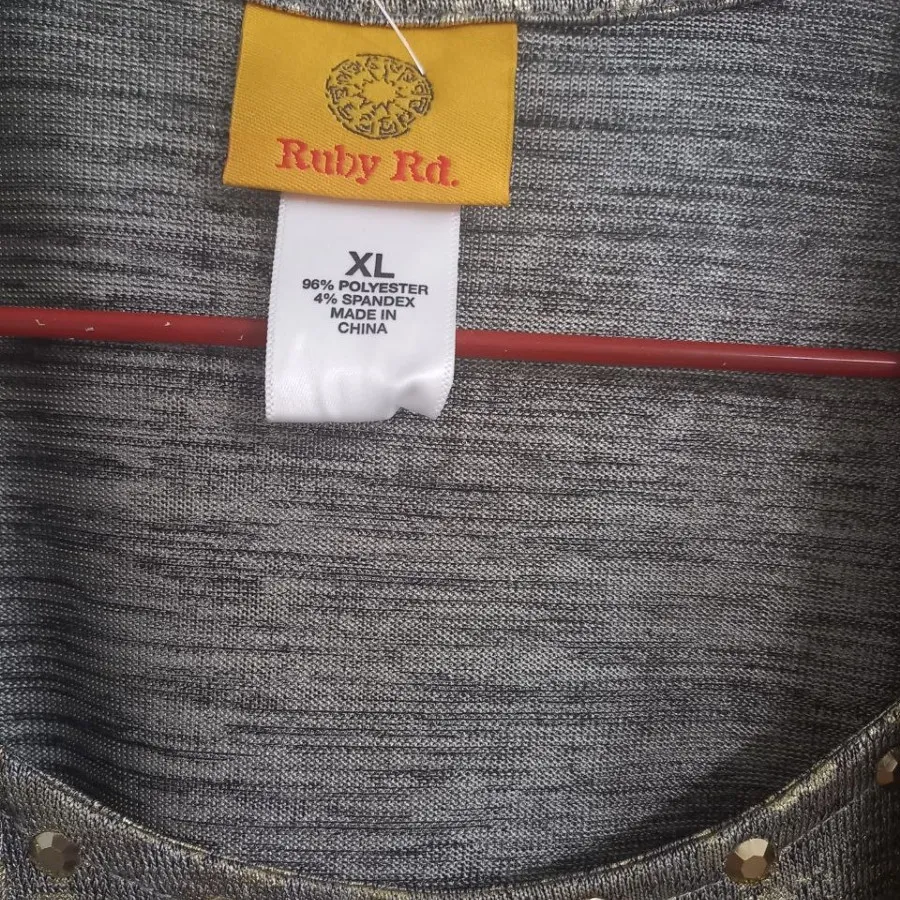 Ruby Rd.
XL
96% POLYESTER
4% SPANDEX
MADE IN
CHINA